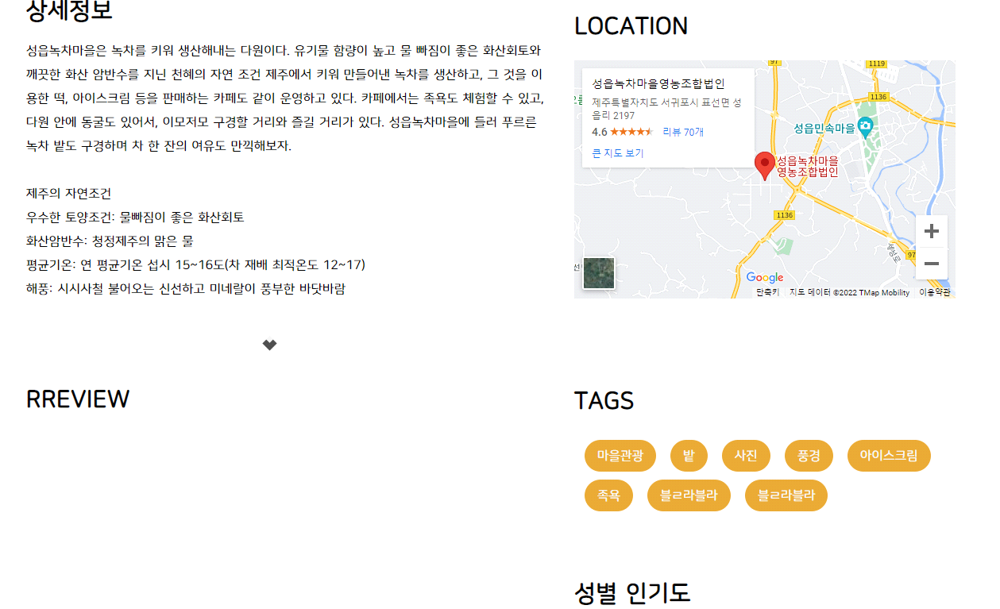 상세정보
성읍녹차마을은 녹차를 키워 생산해내는 다원이다. 유기물 함량이 높고 물 빠짐이 좋은 화산회토와
깨끗한 화산 암반수를 지닌 천혜의 자연 조건 제주에서 키워 만들어낸 녹차를 생산하고, 그 것을 이
용한 떡, 아이스크림 등을 판매하는 카페도 같이 운영하고 있다. 카페에서는 족욕도 체험할 수 있고,
다원 안에 동굴도 있어서, 이모저모 구경할 거리와 즐길 거리가 있다. 성읍녹차마을에 들러 푸르른
녹차 밭도 구경하며 차 한 잔의 여유도 만끽해보자.
제주의 자연조건
우수한 토양조건: 물빠짐이 좋은 화산회토
화산암반수: 청정제주의 맑은 물
평균기온: 연 평균기온 섭시 15~16도(차 재배 최적온도 12~17)
해풍: 시시사철 불어오는 신선하고 미네랄이 풍부한 바닷바람
RREVIEW
LOCATION
성읍녹차마을영농조합법인
제주특별자치도 서귀포시 표선면 성
읍리 2197
4.6 ★★★★★ 리뷰 70개
큰 지도 보기
97
1119
1136
성읍민속마을
성읍녹차마을
영농조합법인
1136
97
서성로
Google
단축키 지도 데이터 ©2022 TMap Mobility 이용약관
TAGS
마을관광 밭 사진 풍경 아이스크림
족욕 블ㄹ라블라 블ㄹ라블라
성별 인기도